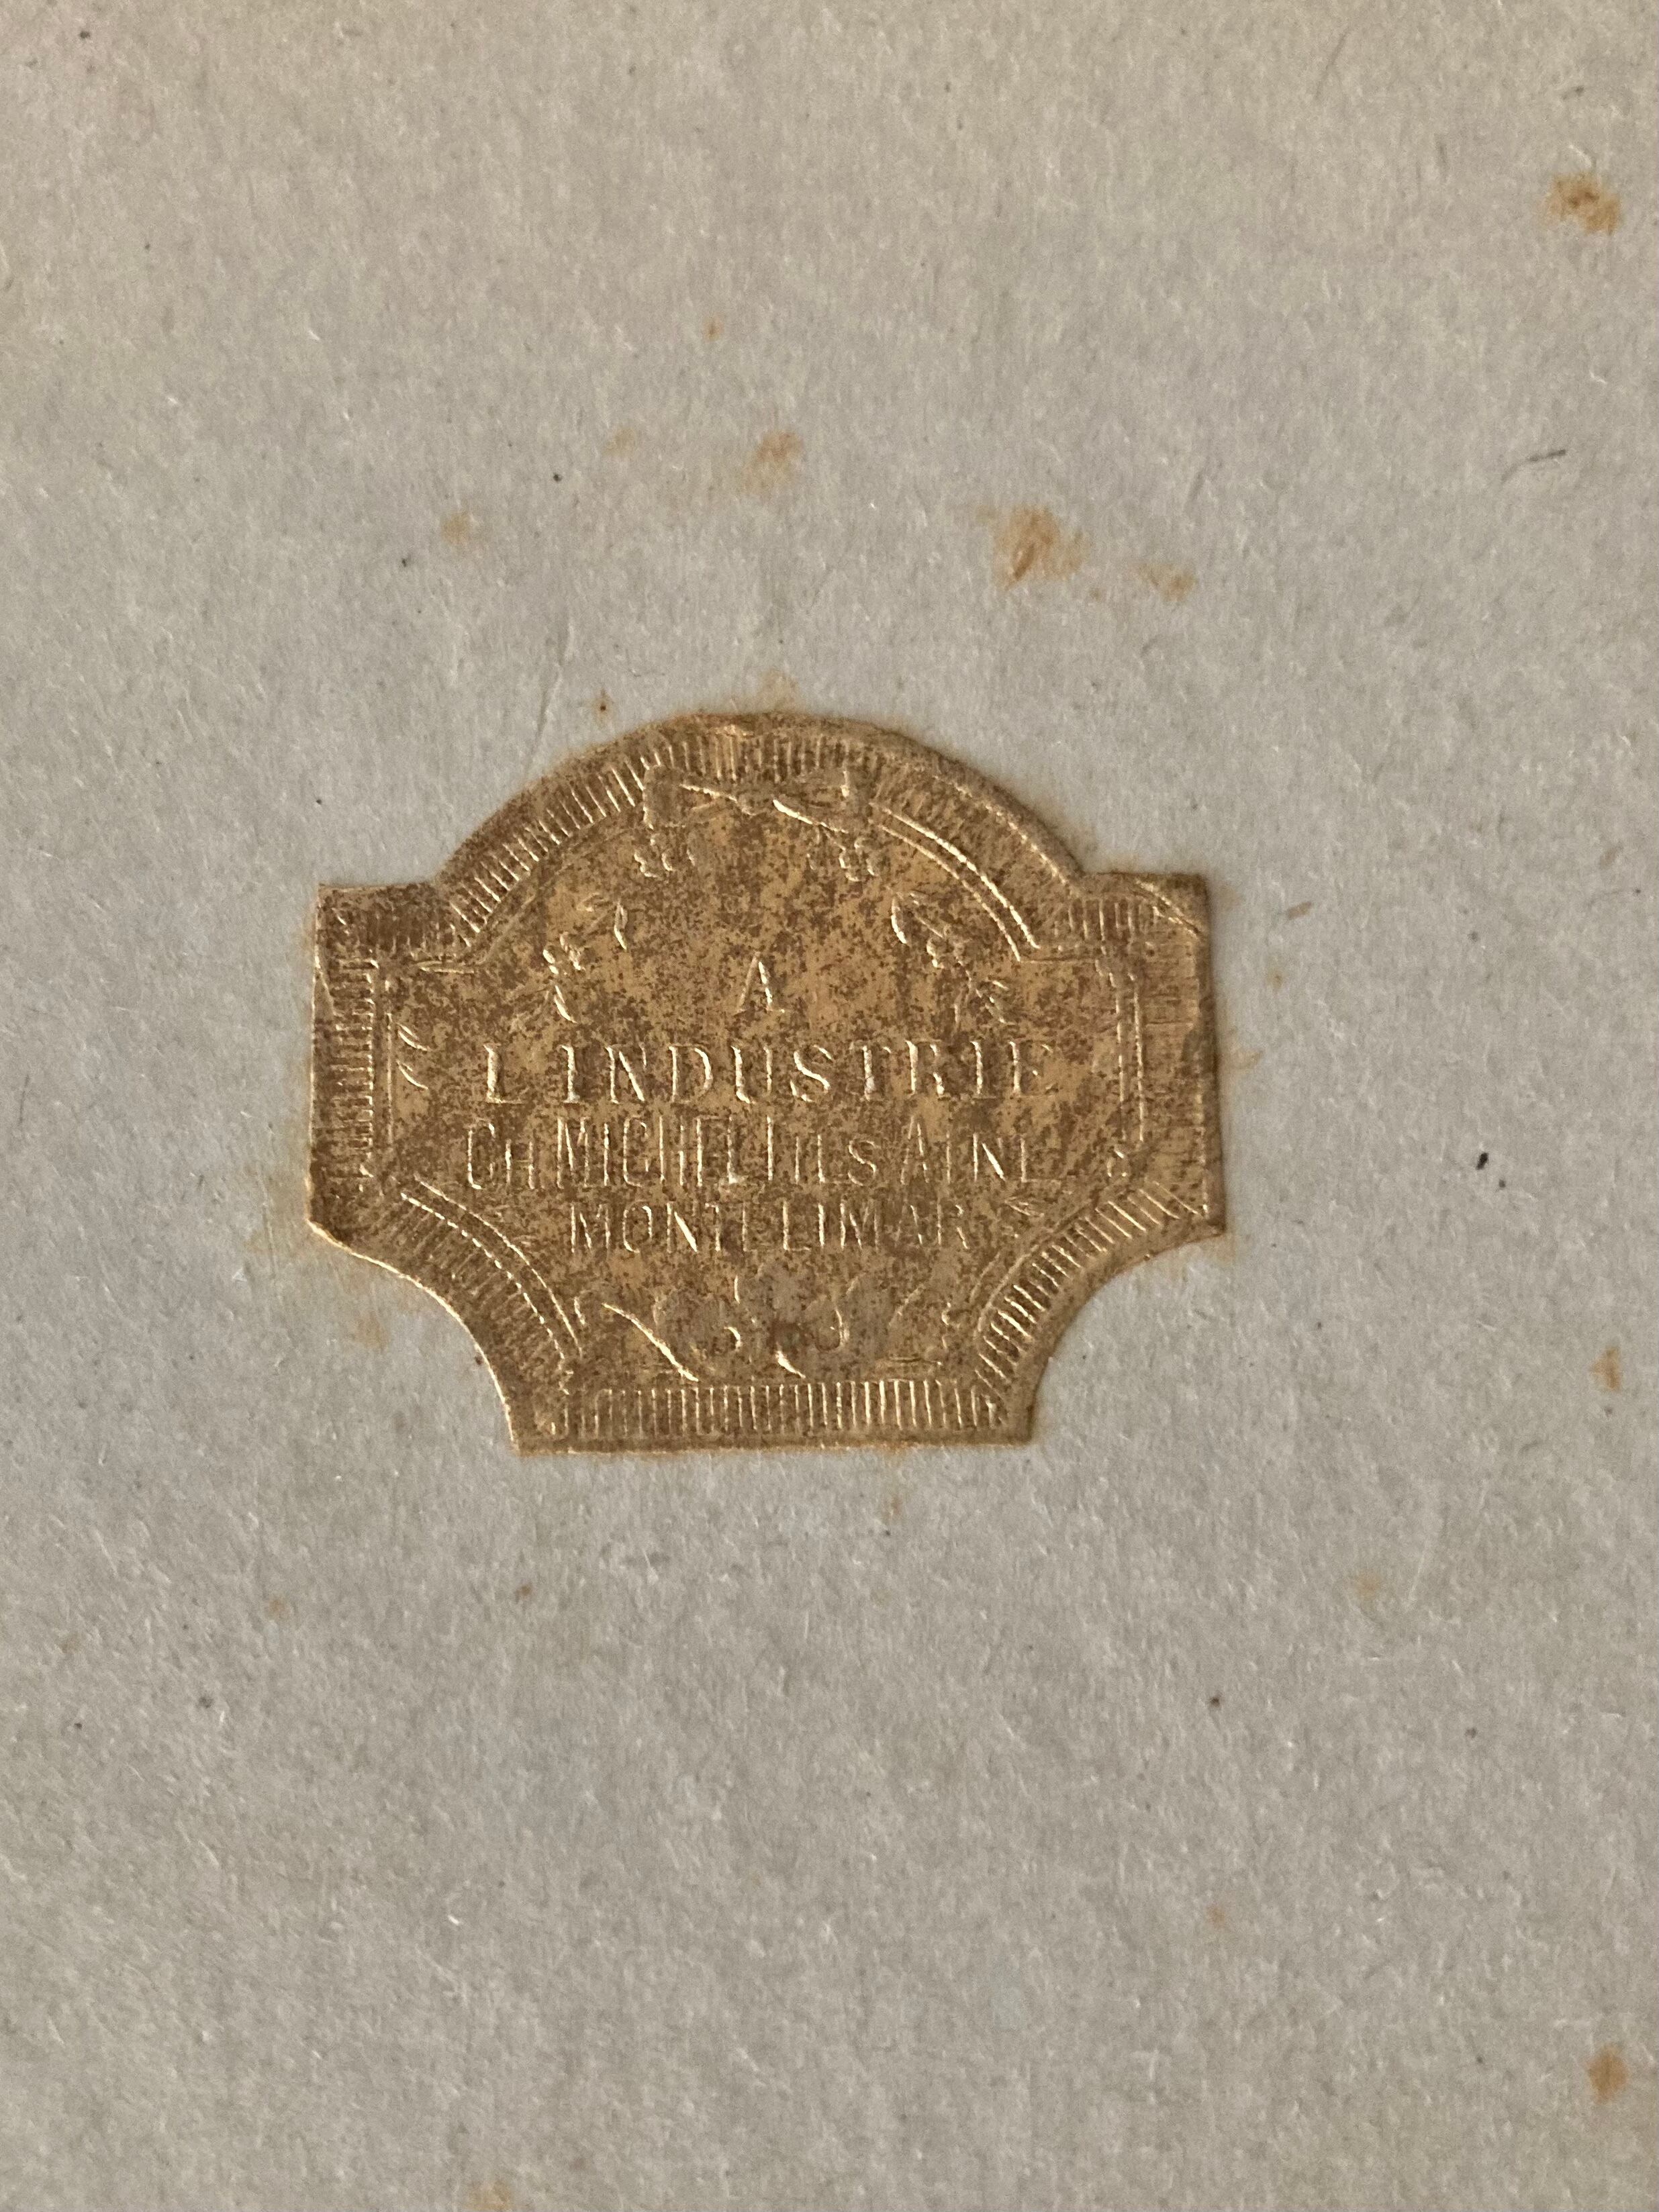 A
L'INDUSTRIE
CH MICHEL FILS AINE
MONTELIMAR